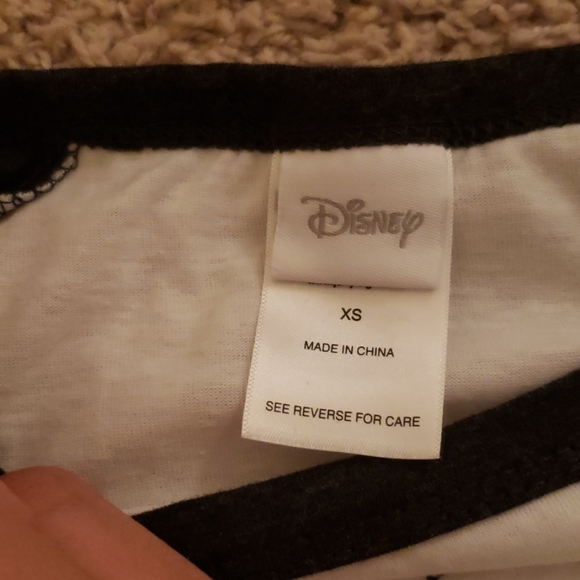 Disney
XS
MADE IN CHINA
SEE REVERSE FOR CARE